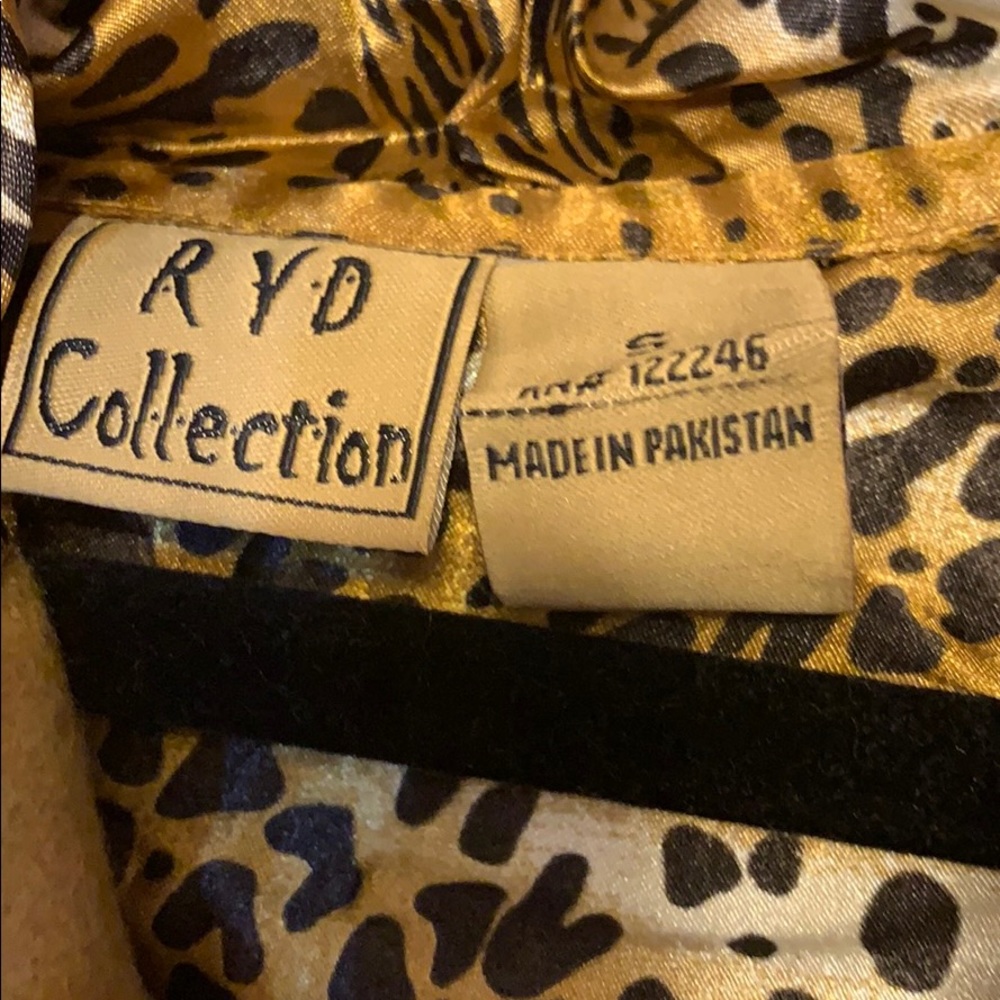 RYD
Collection
122246
MADE IN PAKISTAN